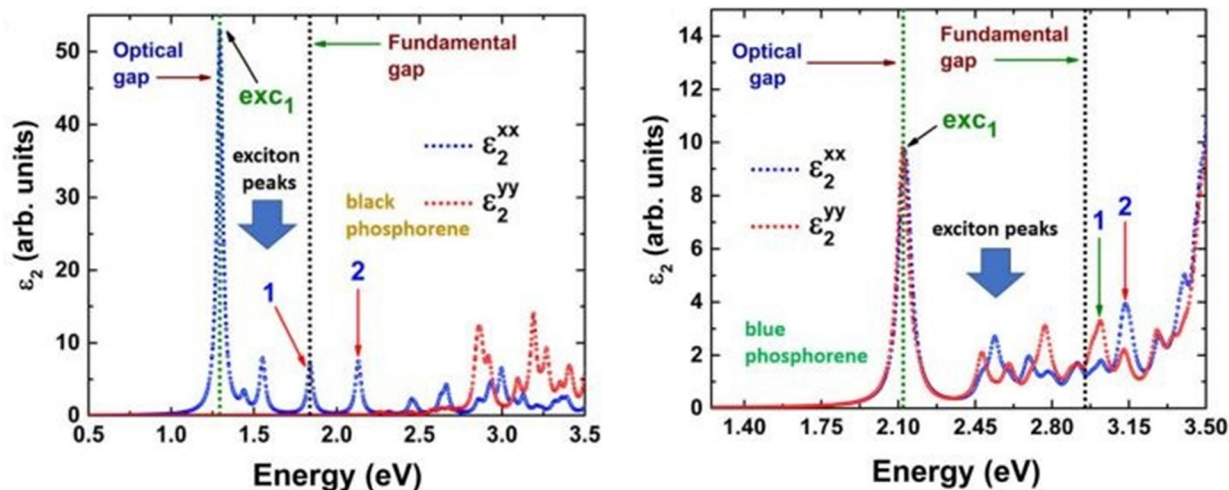 50
40
30
20
10
0
ε₂ (arb. units)
Optical
gap
exc₁
Fundamental
gap
exciton
peaks
ε₂ˣˣ
ε₂ʸʸ
black
phosphorene
1
2
0.5 1.0 1.5 2.0 2.5 3.0 3.5
Energy (eV)
14
12
10
8
6
4
2
0
ε₂ (arb. units)
Optical
gap
Fundamental
gap
exc₁
ε₂ˣˣ
ε₂ʸʸ
exciton peaks
1
2
blue
phosphorene
1.40 1.75 2.10 2.45 2.80 3.15 3.50
Energy (eV)